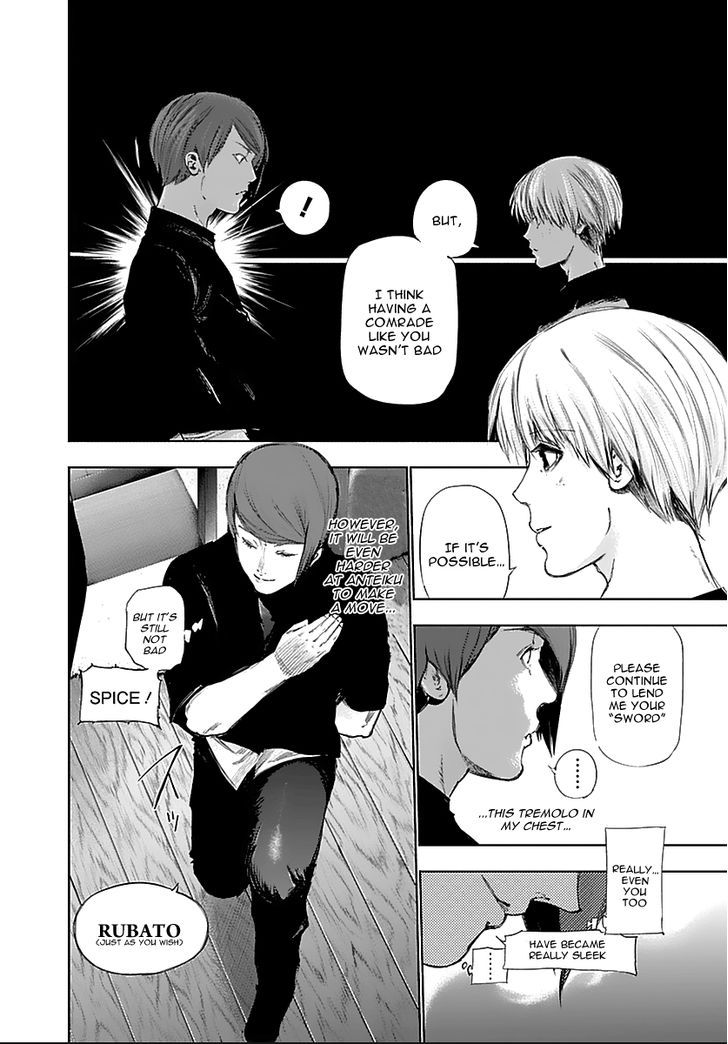 BUT,
!
I THINK
HAVING A
COMRADE
LIKE YOU
WASN'T BAD
IF IT'S
POSSIBLE...
PLEASE
CONTINUE
TO LEND
ME YOUR
"SWORD"
......
...THIS TREMOLO IN
MY CHEST...
REALLY...
EVEN
YOU
TOO
HAVE BECAME
REALLY SLEEK
......
HOWEVER,
IT WILL BE
EVEN
HARDER
AT ANTEIKU
TO MAKE
A MOVE...
BUT IT'S
STILL
NOT
BAD
SPICE!
RUBATO
(JUST AS YOU WISH)